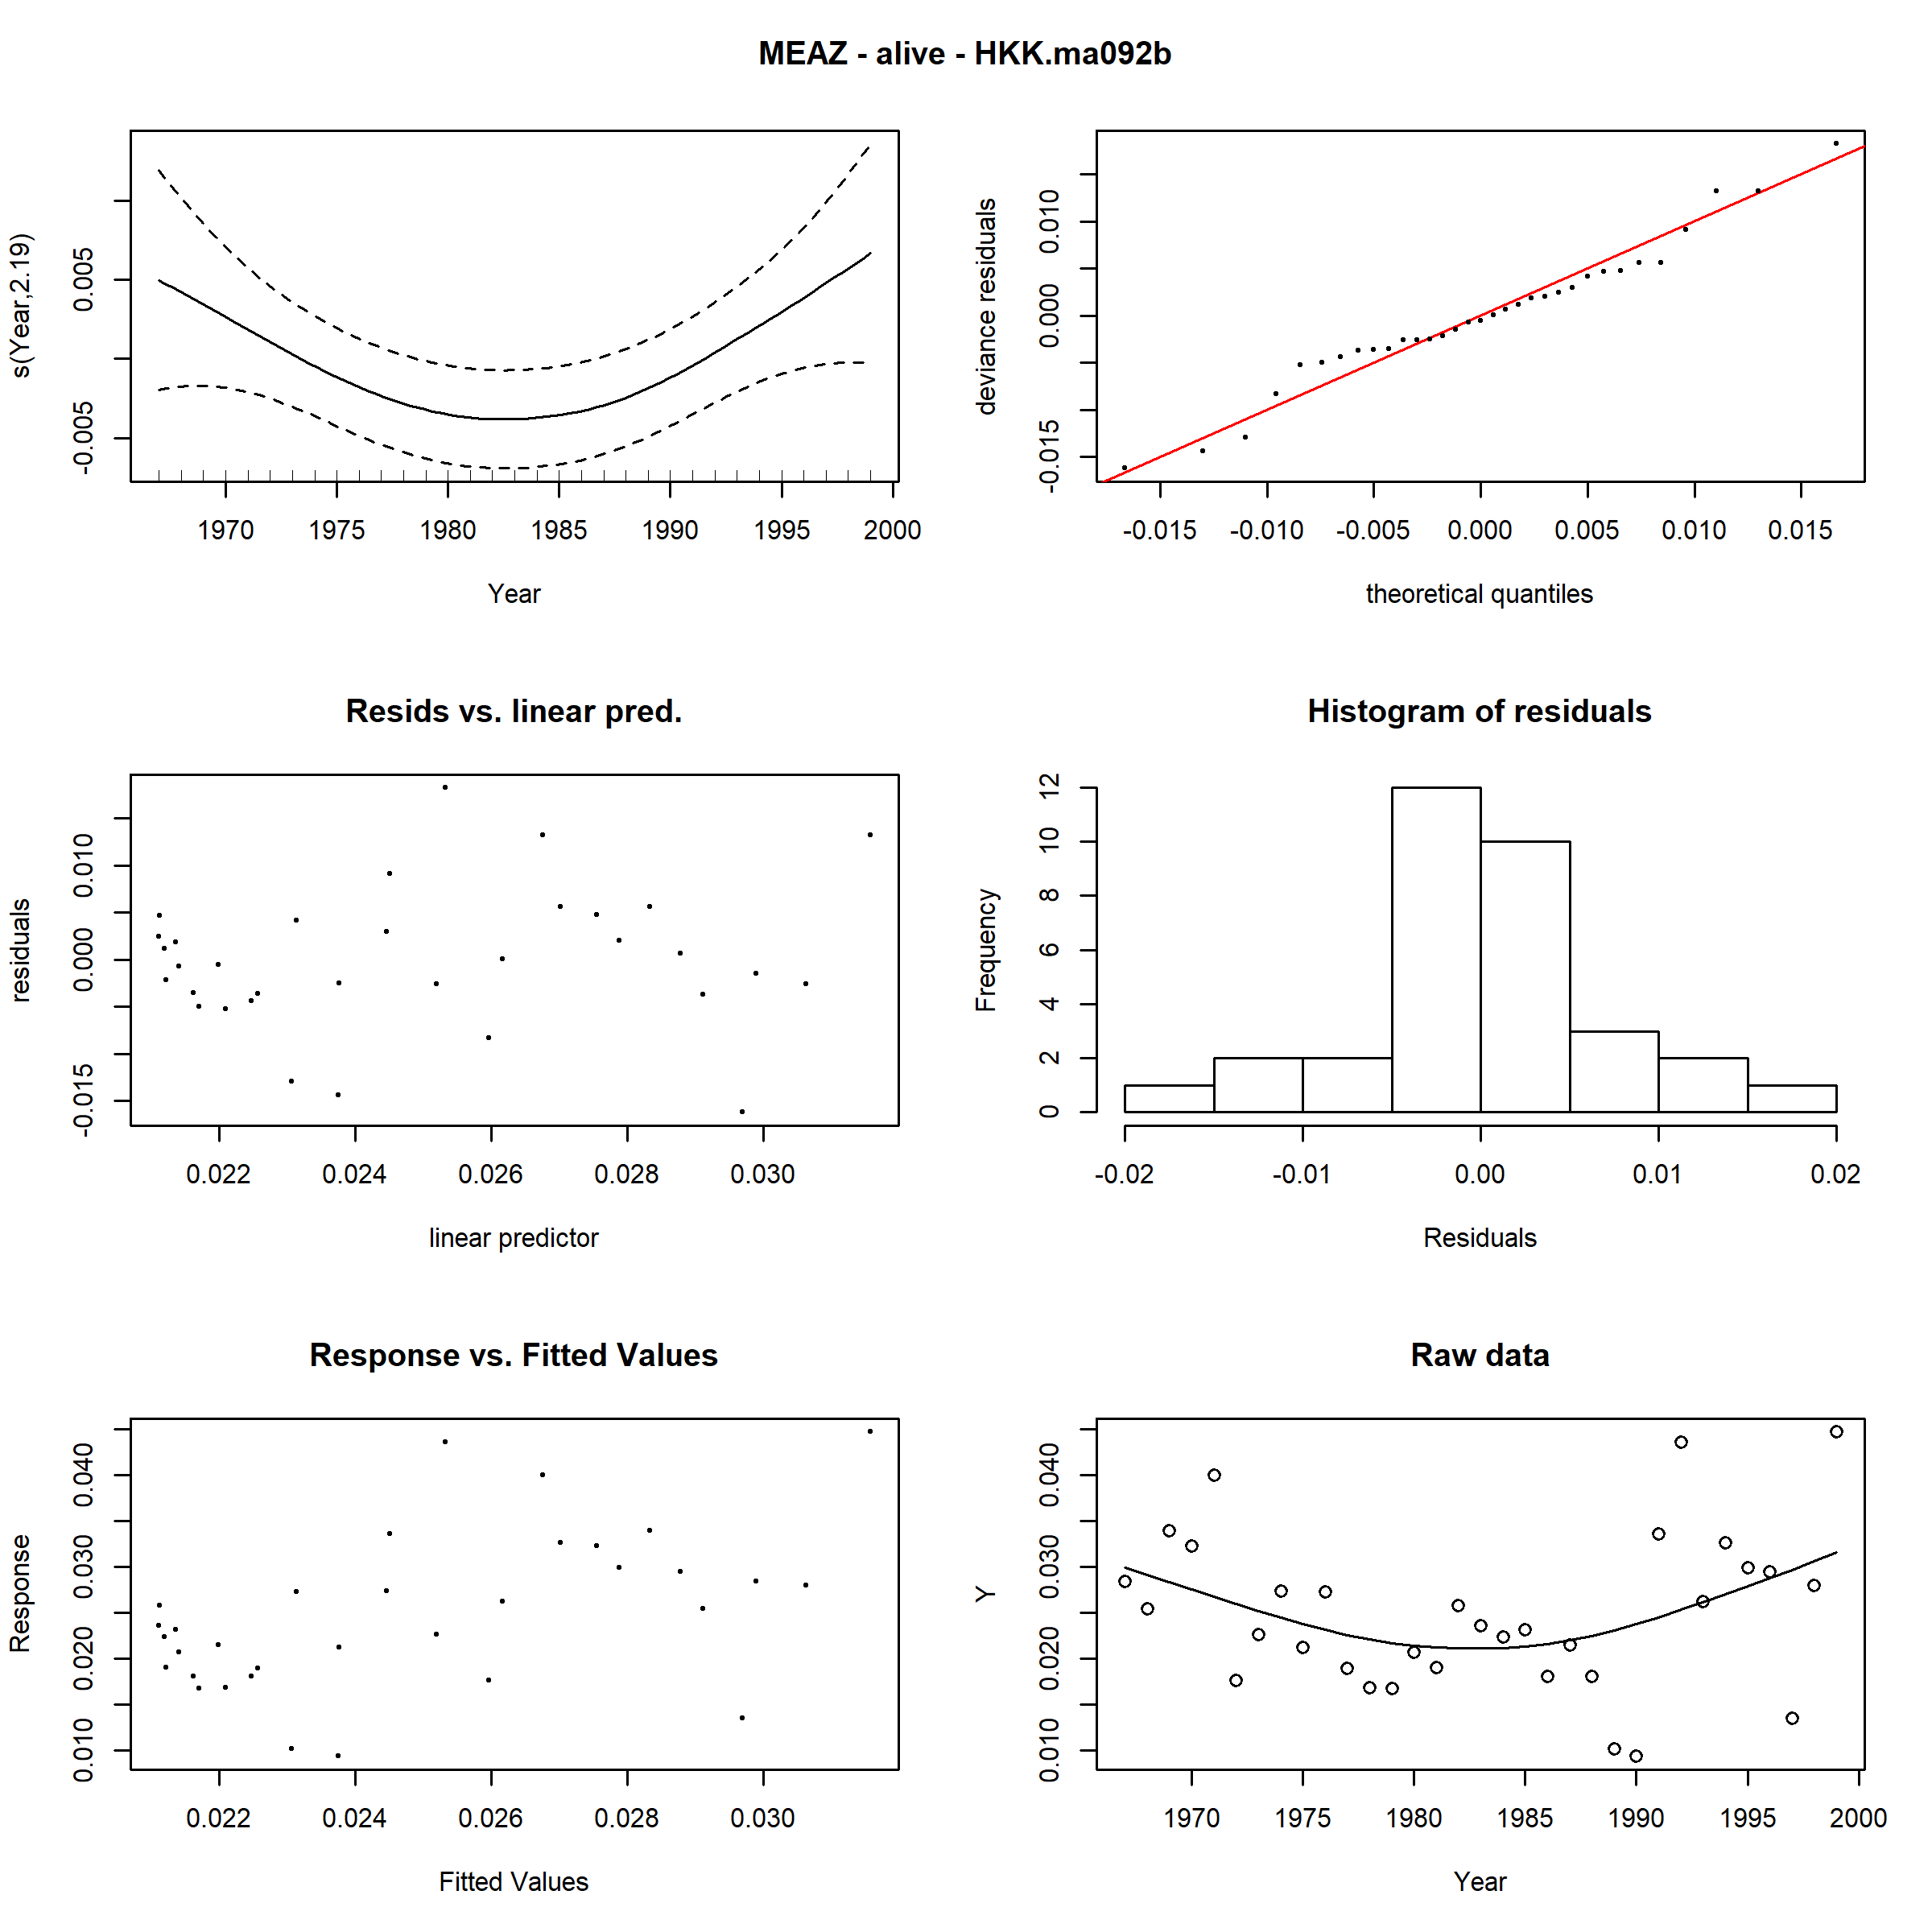 MEAZ - alive - HKK.ma092b
s(Year,2.19)
-0.005 0.005
1970 1975 1980 1985 1990 1995 2000
Year
deviance residuals
-0.015 0.000 0.010
-0.015 -0.010 -0.005 0.000 0.005 0.010 0.015
theoretical quantiles
Resids vs. linear pred.
residuals
-0.015 0.000 0.010
0.022 0.024 0.026 0.028 0.030
linear predictor
Histogram of residuals
Frequency
0 2 4 6 8 10 12
-0.02 -0.01 0.00 0.01 0.02
Residuals
Response vs. Fitted Values
Response
0.010 0.020 0.030 0.040
0.022 0.024 0.026 0.028 0.030
Fitted Values
Raw data
Y
0.010 0.020 0.030 0.040
1970 1975 1980 1985 1990 1995 2000
Year